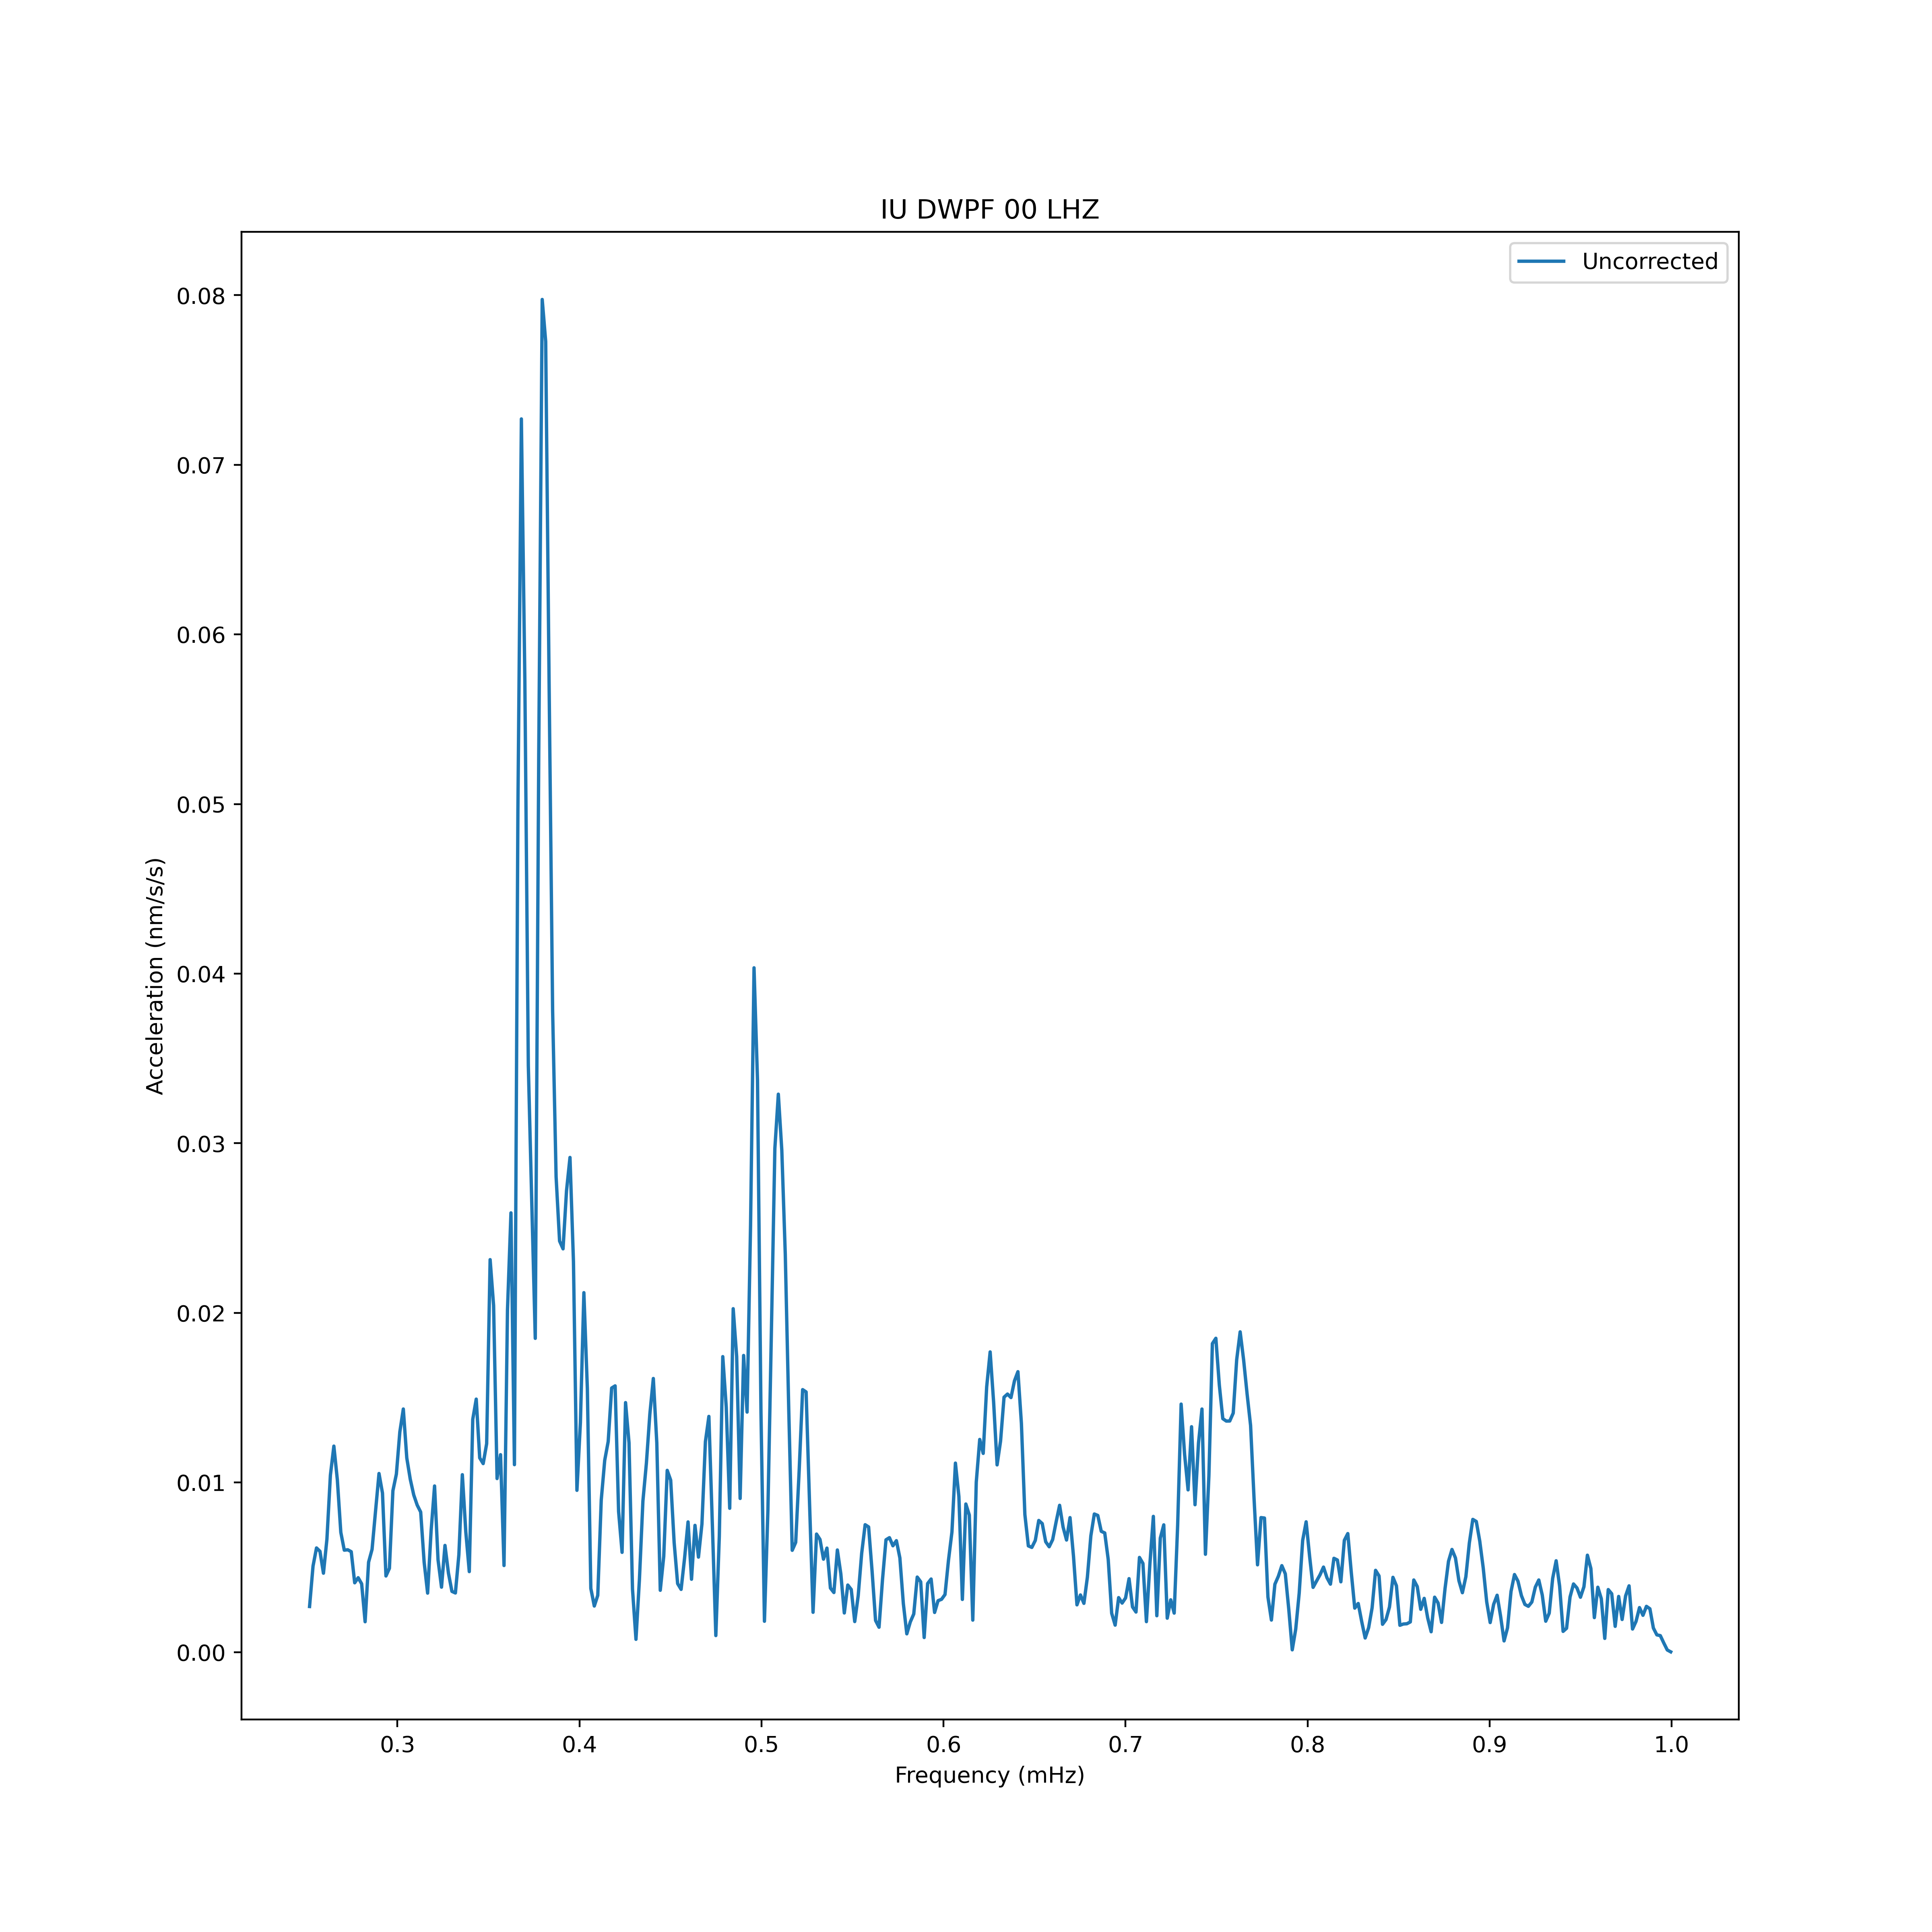 IU DWPF 00 LHZ
Uncorrected
0.08
0.07
0.06
0.05
0.04
0.03
0.02
0.01
0.00
Acceleration (nm/s/s)
0.3 0.4 0.5 0.6 0.7 0.8 0.9 1.0
Frequency (mHz)